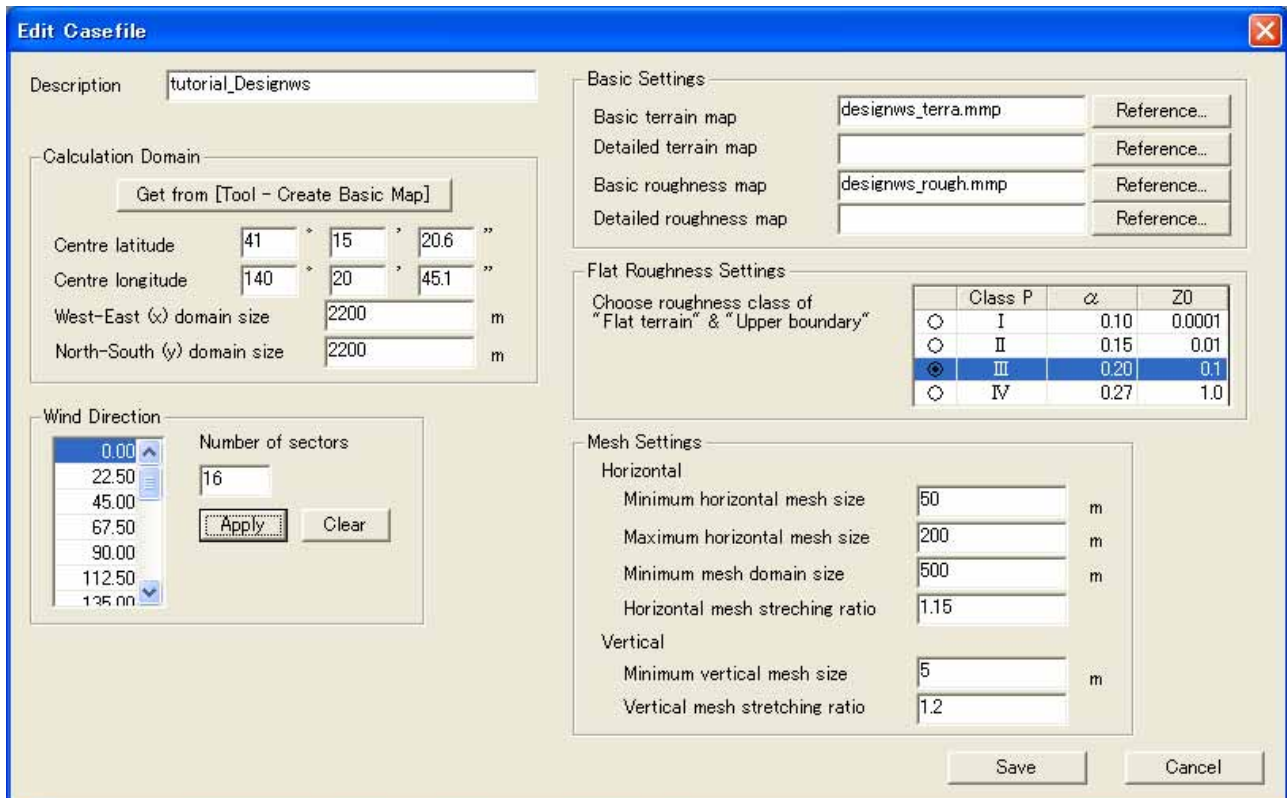 Edit Casefile
Description tutorial_Designws
Calculation Domain
Get from [Tool - Create Basic Map]
Centre latitude 41 ° 15 ' 20.6 "
Centre longitude 140 ° 20 ' 45.1 "
West-East (x) domain size 2200 m
North-South (y) domain size 2200 m
Wind Direction
0.00
22.50
45.00
67.50
90.00
112.50
135.00
Number of sectors
16
Apply Clear
Basic Settings
Basic terrain map designws_terra.mmp Reference...
Detailed terrain map Reference...
Basic roughness map designws_rough.mmp Reference...
Detailed roughness map Reference...
Flat Roughness Settings
Choose roughness class of
"Flat terrain" & "Upper boundary"
Class P α Z0
I 0.10 0.0001
II 0.15 0.01
III 0.20 0.1
IV 0.27 1.0
Mesh Settings
Horizontal
Minimum horizontal mesh size 50 m
Maximum horizontal mesh size 200 m
Minimum mesh domain size 500 m
Horizontal mesh streching ratio 1.15
Vertical
Minimum vertical mesh size 5 m
Vertical mesh stretching ratio 1.2
Save Cancel